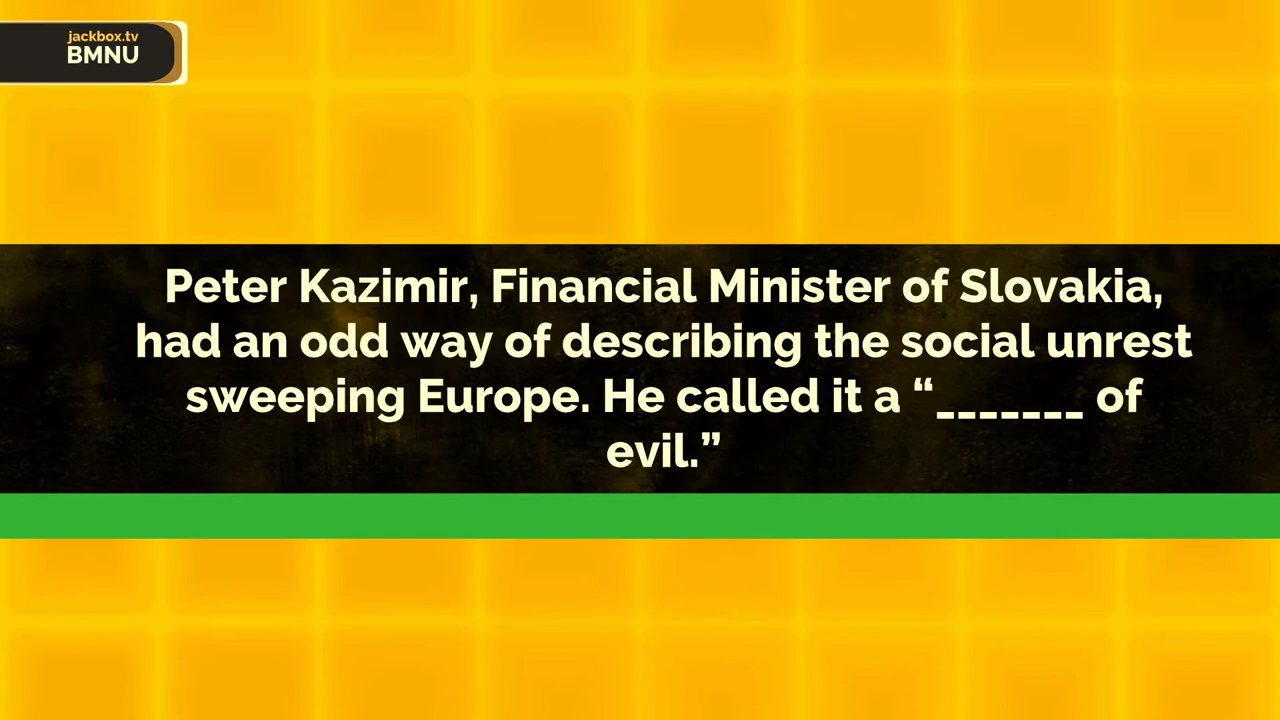 jackbox.tv
BMNU
Peter Kazimir, Financial Minister of Slovakia,
had an odd way of describing the social unrest
sweeping Europe. He called it a “_______ of
evil.”